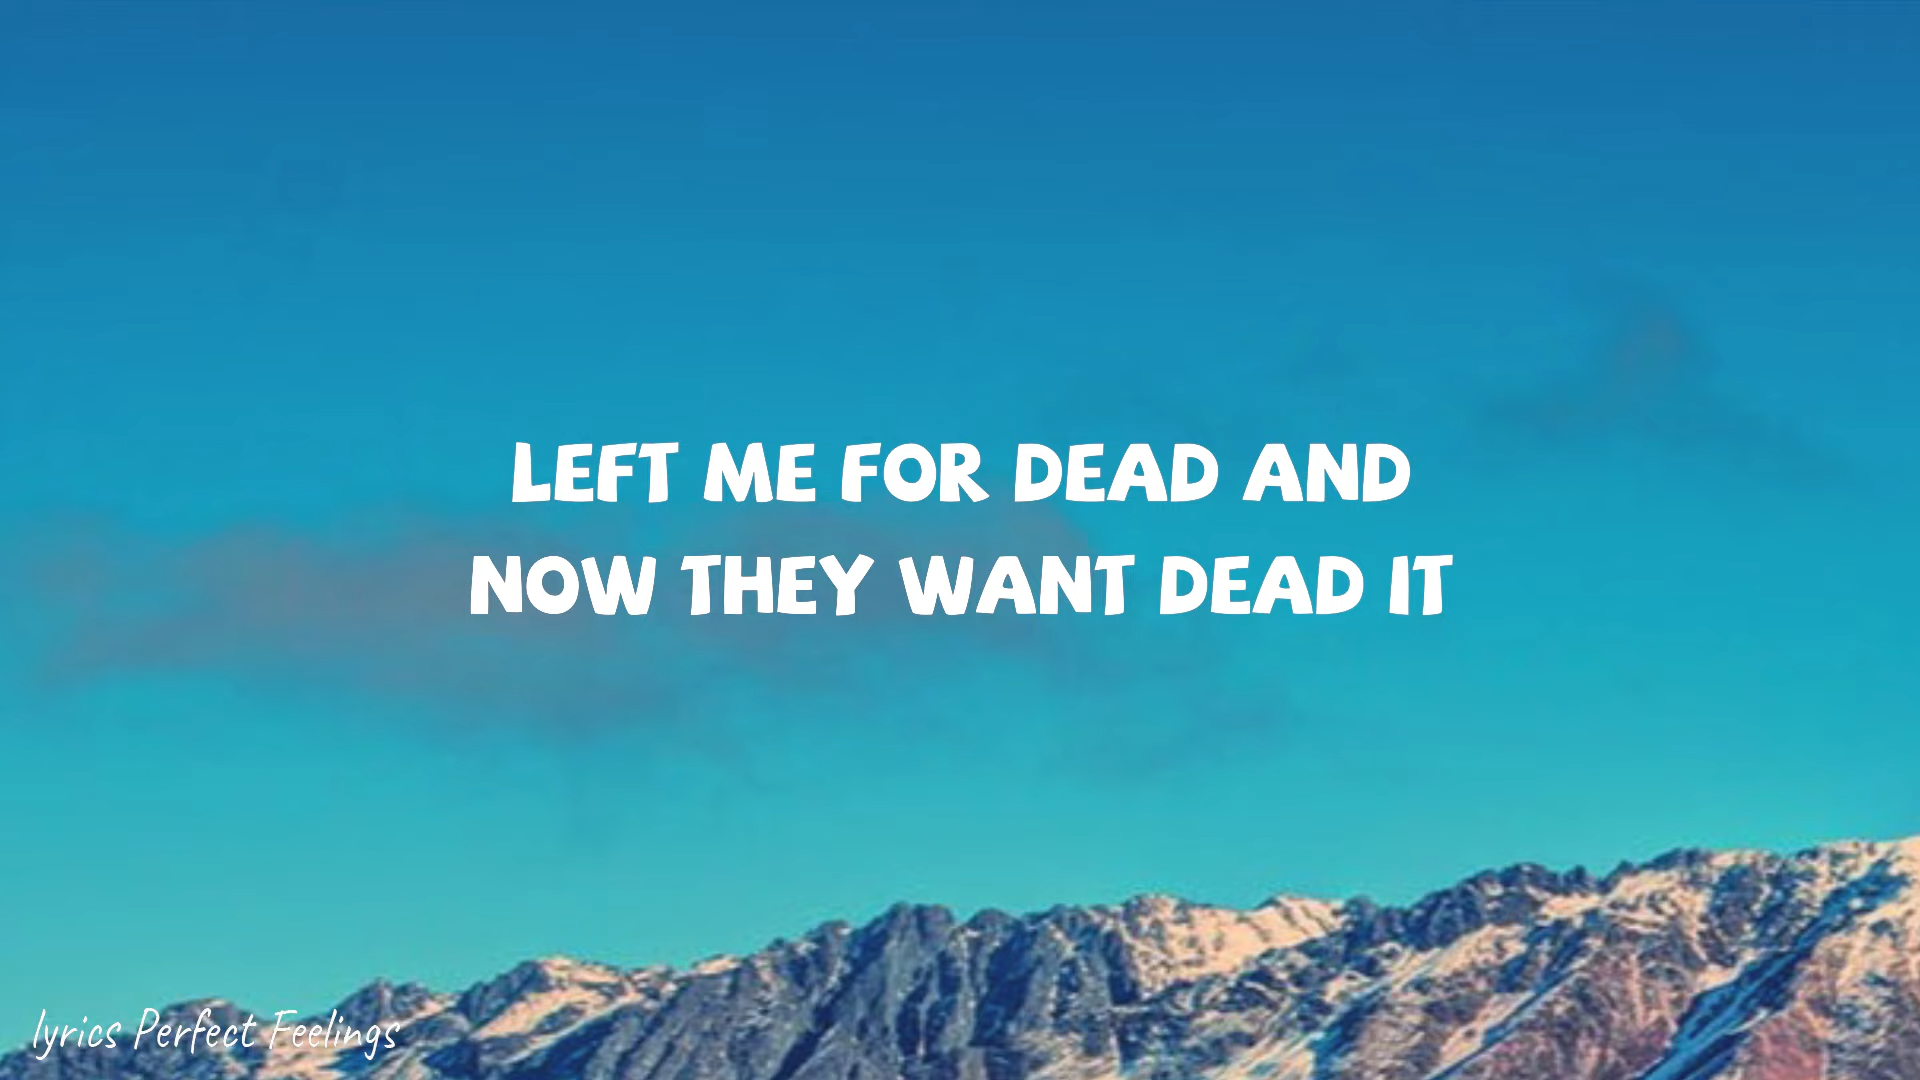 LEFT ME FOR DEAD AND
NOW THEY WANT DEAD IT
lyrics Perfect Feelings